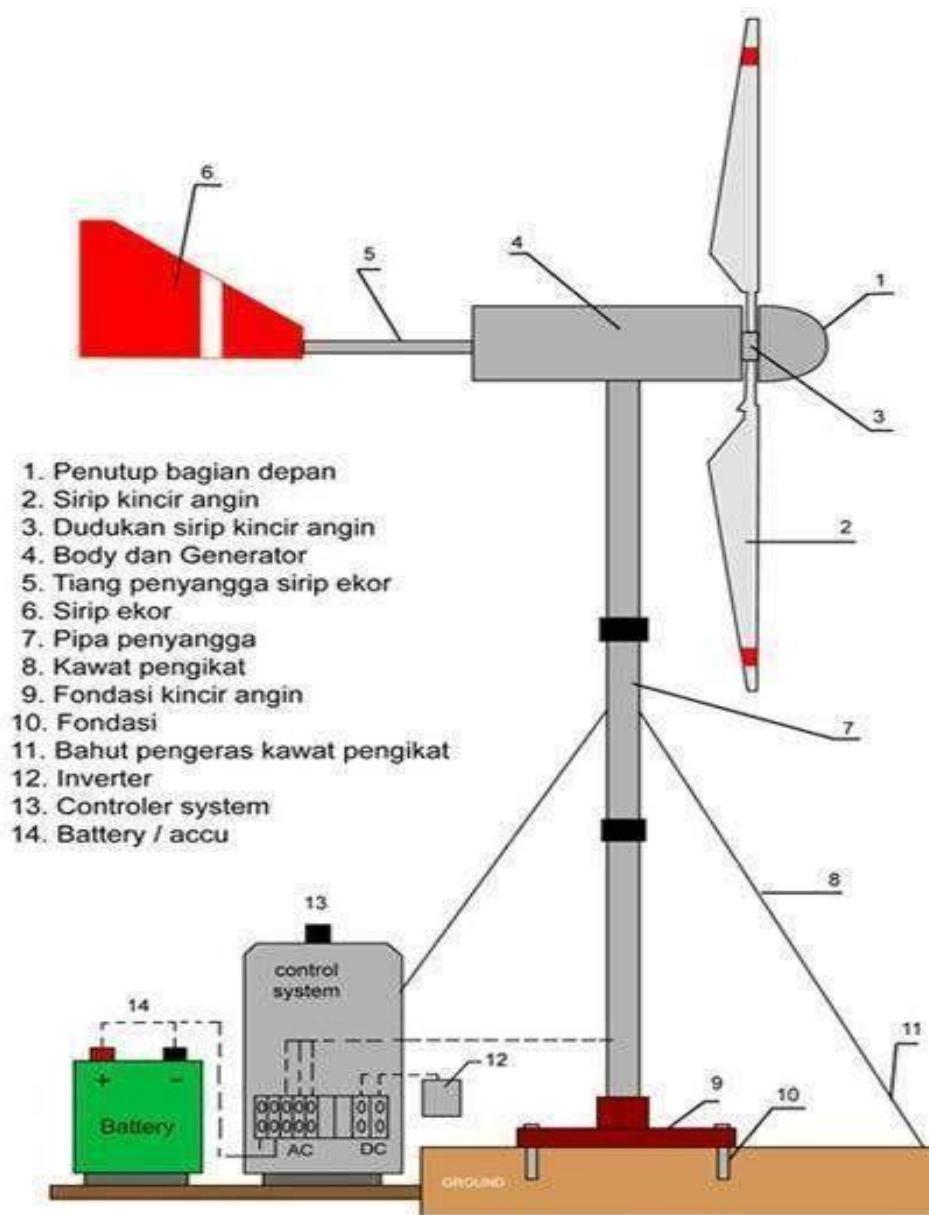 6
5
4
1
3
1. Penutup bagian depan
2. Sirip kincir angin
3. Dudukan sirip kincir angin
4. Body dan Generator
5. Tiang penyangga sirip ekor
6. Sirip ekor
7. Pipa penyangga
8. Kawat pengikat
9. Fondasi kincir angin
10. Fondasi
11. Bahut pengeras kawat pengikat
12. Inverter
13. Controler system
14. Battery / accu
2
7
8
13
control
system
14
11
12
+ −
Battery
AC
DC
9
10
GROUND